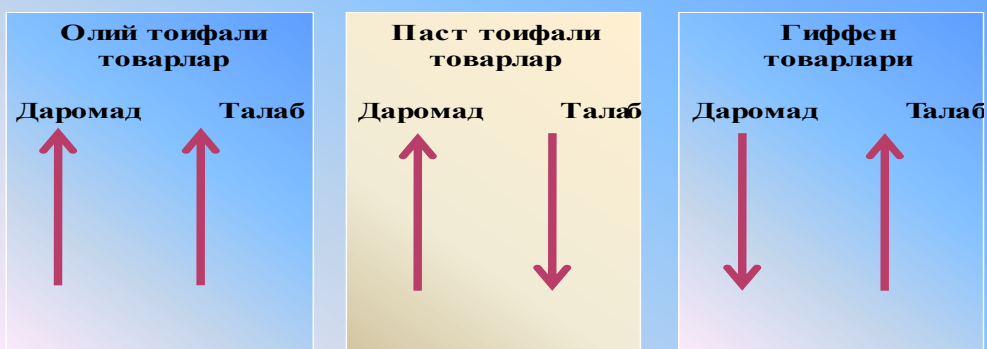 Олий тоифали
товарлар
Даромад Талаб
Паст тоифали
товарлар
Даромад Талаб
Гиффен
товарлари
Даромад Талаб